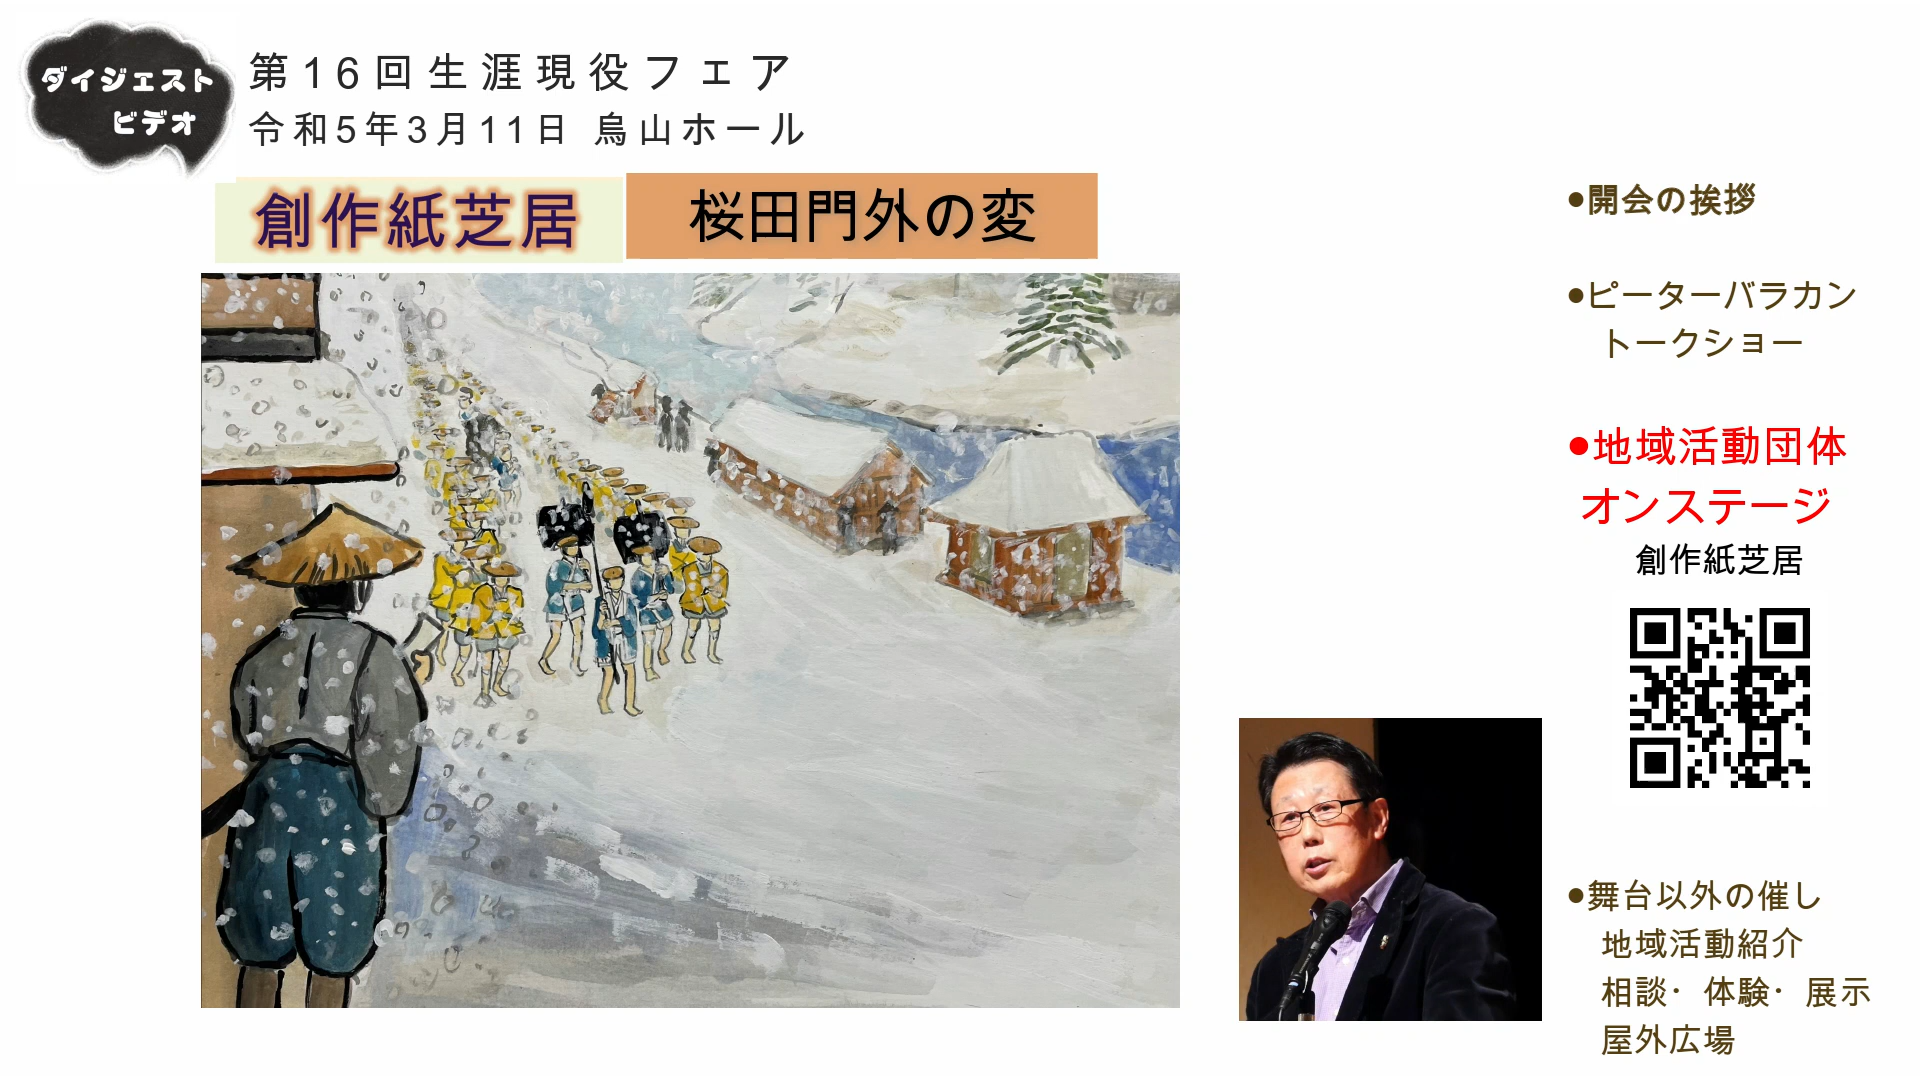 ダイジェスト
ビデオ
第16回生涯現役フェア
令和5年3月11日 烏山ホール
創作紙芝居
桜田門外の変
●開会の挨拶
●ピーターバラカン
トークショー
●地域活動団体
オンステージ
創作紙芝居
●舞台以外の催し
地域活動紹介
相談・体験・展示
屋外広場